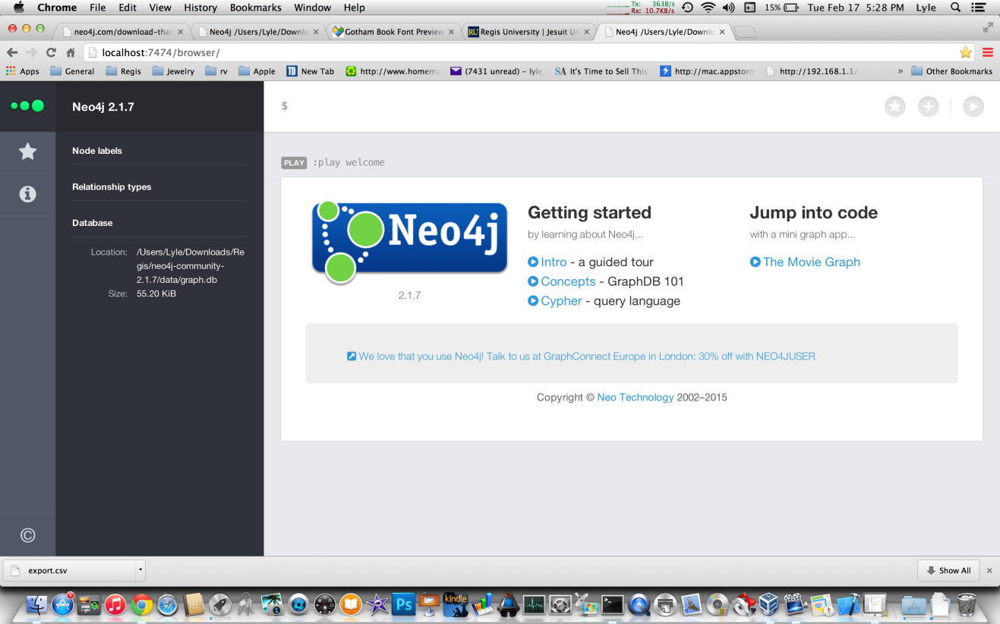 Chrome File Edit View History Bookmarks Window Help Tx: 363B/s Rx: 10.7KB/s 15% Tue Feb 17 5:28 PM Lyle
neo4j.com/download-than Neo4j /Users/Lyle/Downlo Gotham Book Font Preview Regis University | Jesuit Un Neo4j /Users/Lyle/Downlo
localhost:7474/browser/
Apps General Regis Jewelry rv Apple New Tab http://www.homema (7431 unread) - lyle_ SA It's Time to Sell This http://mac.appstorm http://192.168.1.1/ » Other Bookmarks
Neo4j 2.1.7
$
Node labels
Relationship types
Database
Location: /Users/Lyle/Downloads/Re
gis/neo4j-community-
2.1.7/data/graph.db
Size: 55.20 KiB
PLAY :play welcome
Neo4j
2.1.7
Getting started
by learning about Neo4j...
Intro - a guided tour
Concepts - GraphDB 101
Cypher - query language
Jump into code
with a mini graph app...
The Movie Graph
We love that you use Neo4j! Talk to us at GraphConnect Europe in London: 30% off with NEO4JUSER
Copyright © Neo Technology 2002–2015
©
export.csv Show All
Ps kindle